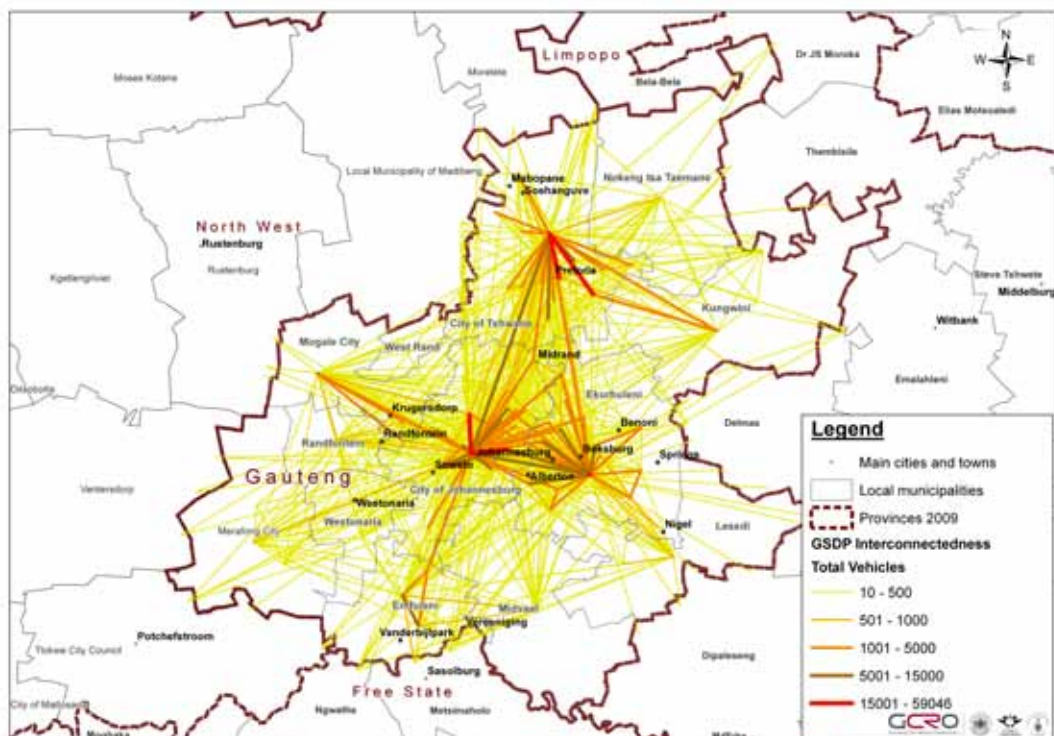 Limpopo
Dr JS Moroka
N
W E
S
Moses Kotane
Moretele
Bela-Bela
Elias Motsoaledi
Thembisile
Local Municipality of Madibeng
Mabopane
Soshanguve
Nokeng tsa Taemane
North West
Rustenburg
Rustenburg
Kgetlengrivier
Pretoria
Steve Tshwete
Middelburg
Kungwini
Witbank
City of Tshwane
Mogale City
West Rand
Midrand
Emalahleni
Ekurhuleni
Krugersdorp
Benoni
Delmas
Randfontein
Randfontein
Johannesburg
Boksburg
Springs
Soweto
Alberton
Gauteng
City of Johannesburg
Ventersdorp
Westonaria
Westonaria
Nigel
Lesedi
Merafong City
Emfuleni
Midvaal
Vereeniging
Vanderbijlpark
Potchefstroom
Tlokwe City Council
Sasolburg
Dipaleseng
Free State
Ngwathe
Metsimaholo
Legend
Main cities and towns
Local municipalities
Provinces 2009
GSDP Interconnectedness
Total Vehicles
10 - 500
501 - 1000
1001 - 5000
5001 - 15000
15001 - 59046
GCRO